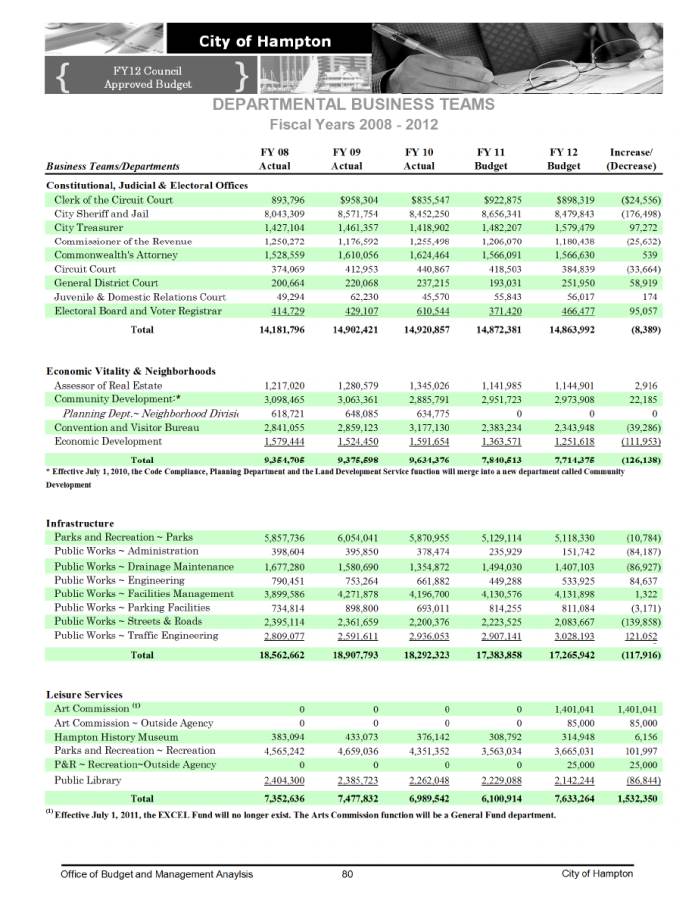 City of Hampton
{ FY12 Council }
Approved Budget
DEPARTMENTAL BUSINESS TEAMS
Fiscal Years 2008 - 2012
FY 08 FY 09 FY 10 FY 11 FY 12 Increase/
Business Teams/Departments Actual Actual Actual Budget Budget (Decrease)
Constitutional, Judicial & Electoral Offices
Clerk of the Circuit Court 893,796 $958,304 $835,547 $922,875 $898,319 ($24,556)
City Sheriff and Jail 8,043,309 8,571,754 8,452,250 8,656,341 8,479,843 (176,498)
City Treasurer 1,427,104 1,461,357 1,418,902 1,482,207 1,579,479 97,272
Commissioner of the Revenue 1,250,272 1,176,592 1,255,498 1,206,070 1,180,438 (25,632)
Commonwealth's Attorney 1,528,559 1,610,056 1,624,464 1,566,091 1,566,630 539
Circuit Court 374,069 412,953 440,867 418,503 384,839 (33,664)
General District Court 200,664 220,068 237,215 193,031 251,950 58,919
Juvenile & Domestic Relations Court 49,294 62,230 45,570 55,843 56,017 174
Electoral Board and Voter Registrar 414,729 429,107 610,544 371,420 466,477 95,057
Total 14,181,796 14,902,421 14,920,857 14,872,381 14,863,992 (8,389)
Economic Vitality & Neighborhoods
Assessor of Real Estate 1,217,020 1,280,579 1,345,026 1,141,985 1,144,901 2,916
Community Development:* 3,098,465 3,063,361 2,885,791 2,951,723 2,973,908 22,185
Planning Dept.~ Neighborhood Divisi 618,721 648,085 634,775 0 0 0
Convention and Visitor Bureau 2,841,055 2,859,123 3,177,130 2,383,234 2,343,948 (39,286)
Economic Development 1,579,444 1,524,450 1,591,654 1,363,571 1,251,618 (111,953)
Total 9,354,705 9,375,598 9,634,376 7,840,513 7,714,375 (126,138)
* Effective July 1, 2010, the Code Compliance, Planning Department and the Land Development Service function will merge into a new department called Community
Development
Infrastructure
Parks and Recreation ~ Parks 5,857,736 6,054,041 5,870,955 5,129,114 5,118,330 (10,784)
Public Works ~ Administration 398,604 395,850 378,474 235,929 151,742 (84,187)
Public Works ~ Drainage Maintenance 1,677,280 1,580,690 1,354,872 1,494,030 1,407,103 (86,927)
Public Works ~ Engineering 790,451 753,264 661,882 449,288 533,925 84,637
Public Works ~ Facilities Management 3,899,586 4,271,878 4,196,700 4,130,576 4,131,898 1,322
Public Works ~ Parking Facilities 734,814 898,800 693,011 814,255 811,084 (3,171)
Public Works ~ Streets & Roads 2,395,114 2,361,659 2,200,376 2,223,525 2,083,667 (139,858)
Public Works ~ Traffic Engineering 2,809,077 2,591,611 2,936,053 2,907,141 3,028,193 121,052
Total 18,562,662 18,907,793 18,292,323 17,383,858 17,265,942 (117,916)
Leisure Services
Art Commission (1) 0 0 0 0 1,401,041 1,401,041
Art Commission ~ Outside Agency 0 0 0 0 85,000 85,000
Hampton History Museum 383,094 433,073 376,142 308,792 314,948 6,156
Parks and Recreation ~ Recreation 4,565,242 4,659,036 4,351,352 3,563,034 3,665,031 101,997
P&R ~ Recreation~Outside Agency 0 0 0 0 25,000 25,000
Public Library 2,404,300 2,385,723 2,262,048 2,229,088 2,142,244 (86,844)
Total 7,352,636 7,477,832 6,989,542 6,100,914 7,633,264 1,532,350
(1) Effective July 1, 2011, the EXCEL Fund will no longer exist. The Arts Commission function will be a General Fund department.
Office of Budget and Management Anaylsis 80 City of Hampton